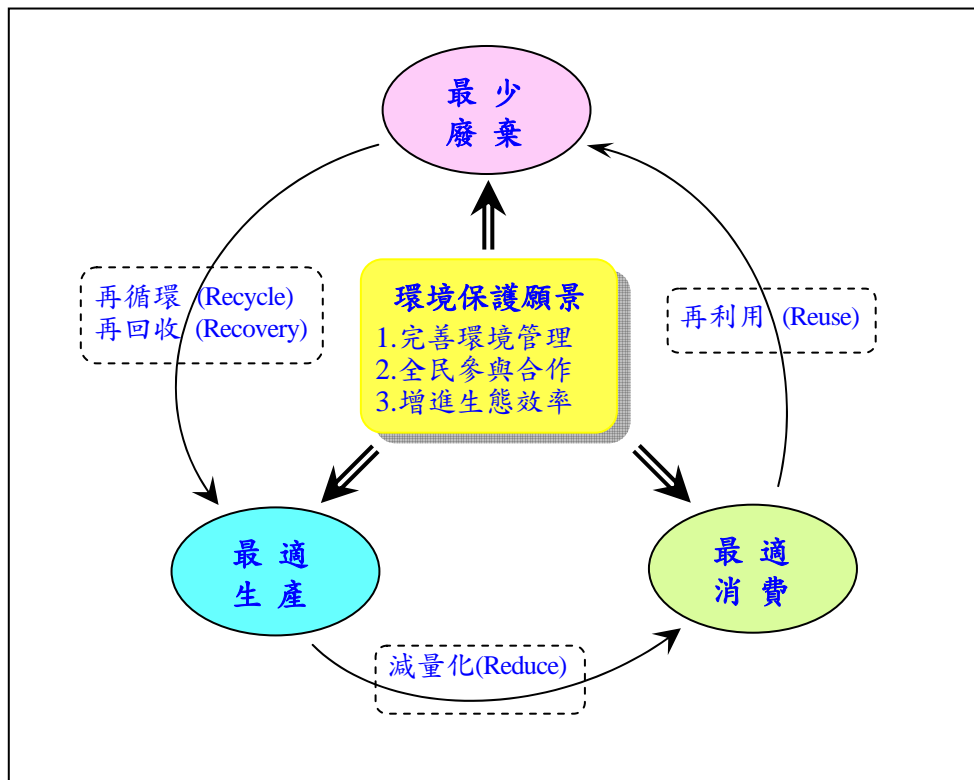 最少
廢棄
再循環 (Recycle)
再回收 (Recovery)
環境保護願景
1.完善環境管理
2.全民參與合作
3.增進生態效率
再利用 (Reuse)
最適
生產
最適
消費
減量化(Reduce)